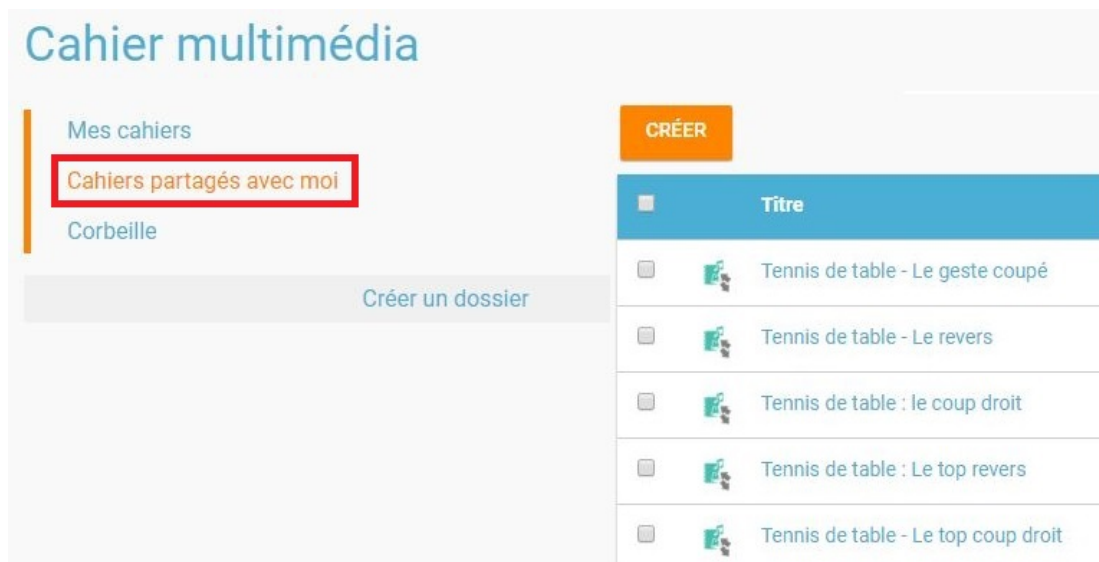 Cahier multimédia
Mes cahiers
Cahiers partagés avec moi
Corbeille
Créer un dossier
CRÉER
Titre
Tennis de table - Le geste coupé
Tennis de table - Le revers
Tennis de table : le coup droit
Tennis de table : Le top revers
Tennis de table - Le top coup droit